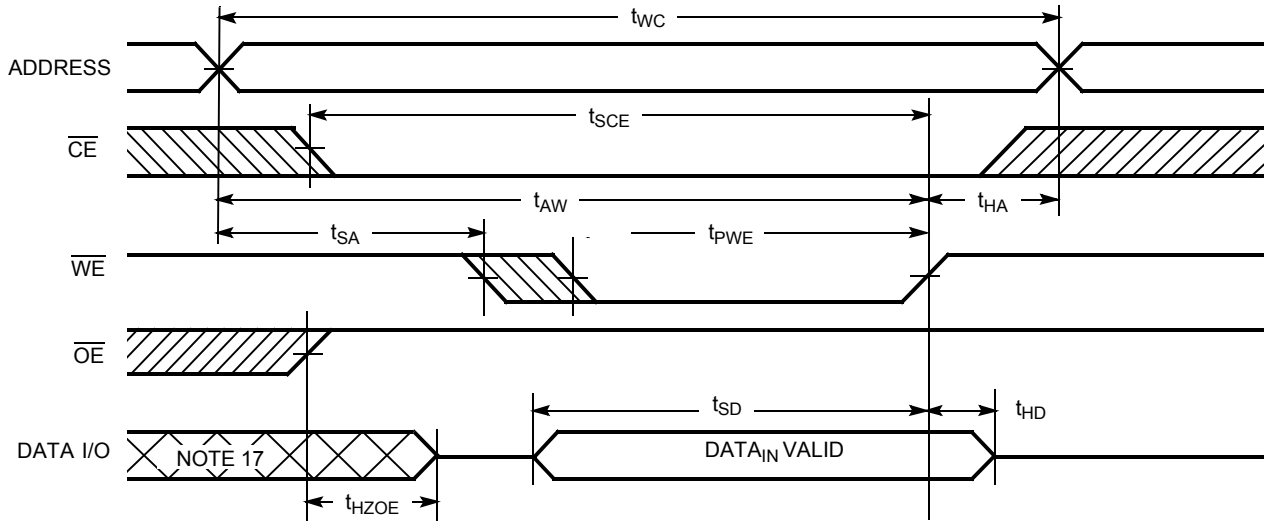 tWC
ADDRESS
tSCE
CE
tAW
tHA
tSA
tPWE
WE
OE
tSD
tHD
DATA I/O
NOTE 17
DATAIN VALID
tHZOE